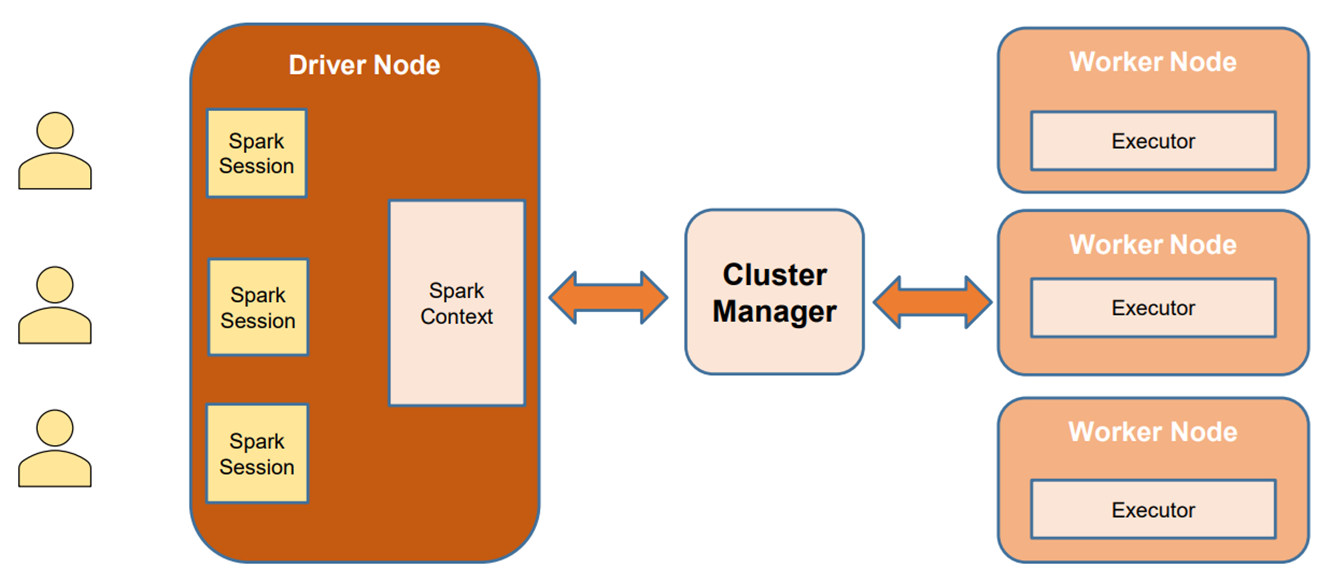 Driver Node
Spark
Session
Spark
Session
Spark
Session
Spark
Context
Cluster
Manager
Worker Node
Executor
Worker Node
Executor
Worker Node
Executor